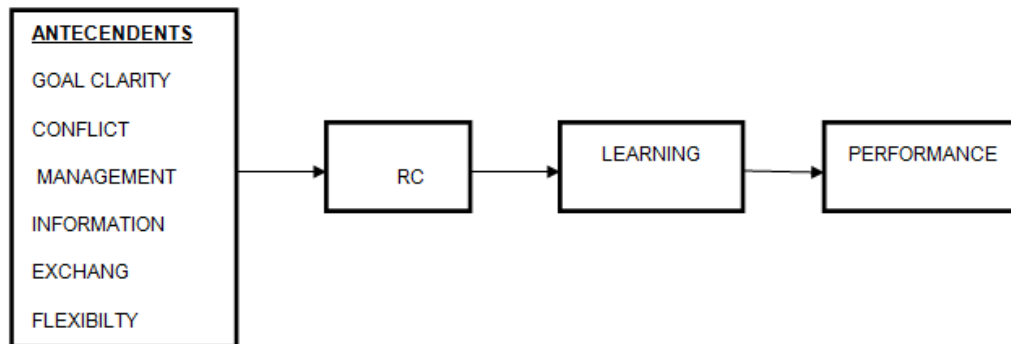 ANTECENDENTS
GOAL CLARITY
CONFLICT
MANAGEMENT
INFORMATION
EXCHANG
FLEXIBILTY
RC
LEARNING
PERFORMANCE